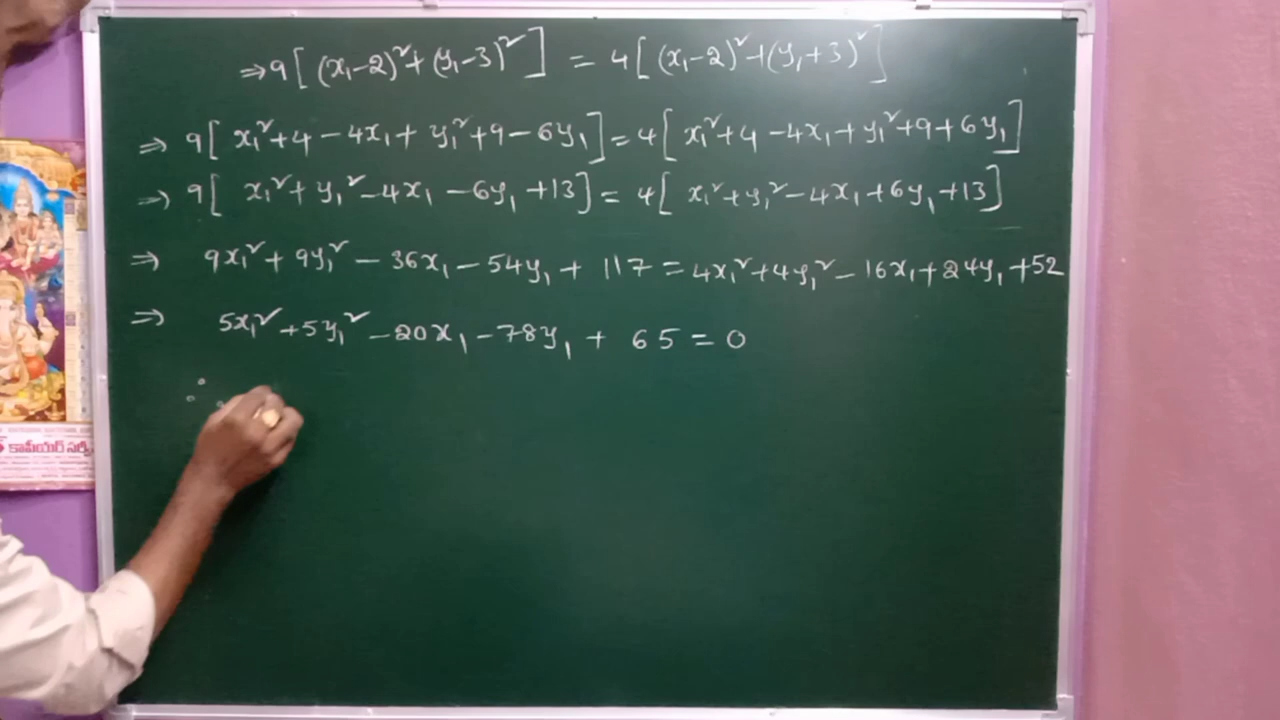 ⇒ 9[(x₁-2)²+(y₁-3)²] = 4[(x₁-2)²+(y₁+3)²]
⇒ 9[x₁²+4-4x₁+y₁²+9-6y₁] = 4[x₁²+4-4x₁+y₁²+9+6y₁]
⇒ 9[x₁²+y₁²-4x₁-6y₁+13] = 4[x₁²+y₁²-4x₁+6y₁+13]
⇒ 9x₁²+9y₁²-36x₁-54y₁+117 = 4x₁²+4y₁²-16x₁+24y₁+52
⇒ 5x₁²+5y₁²-20x₁-78y₁+65 = 0
∴
కాపీయర్ సర్వీ